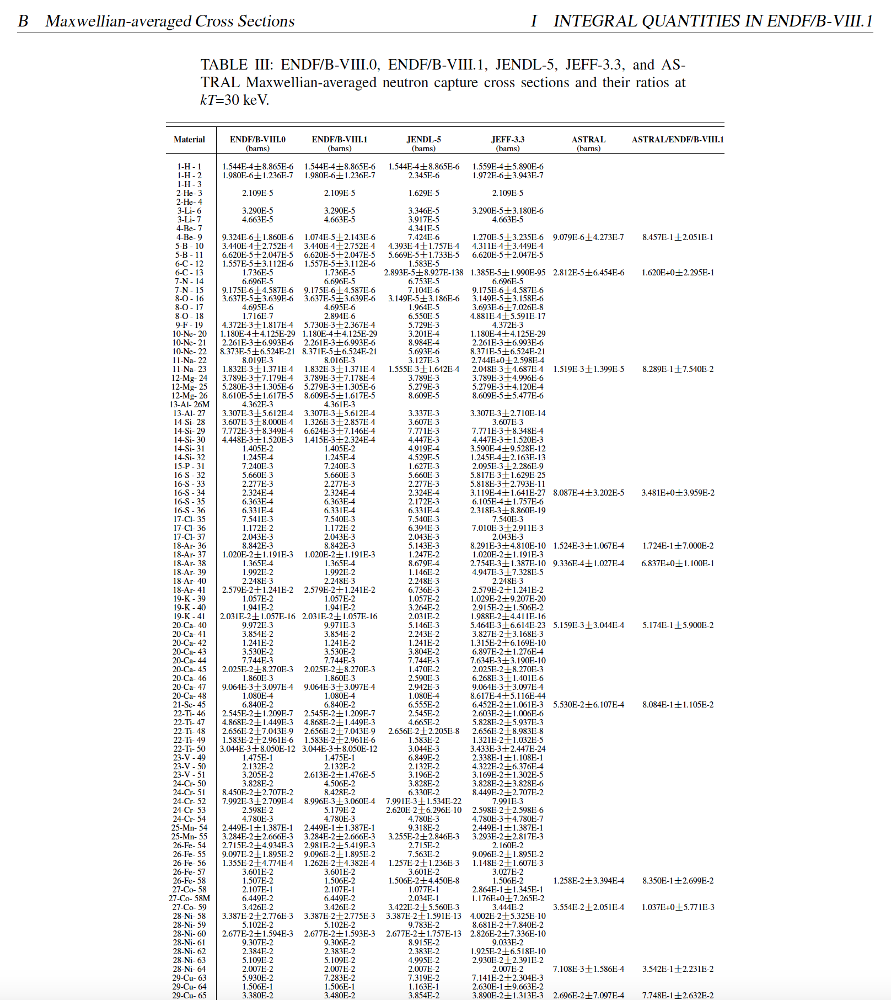 B Maxwellian-averaged Cross Sections I INTEGRAL QUANTITIES IN ENDF/B-VIII.1
TABLE III: ENDF/B-VIII.0, ENDF/B-VIII.1, JENDL-5, JEFF-3.3, and AS-
TRAL Maxwellian-averaged neutron capture cross sections and their ratios at
kT=30 keV.
Material ENDF/B-VIII.0 ENDF/B-VIII.1 JENDL-5 JEFF-3.3 ASTRAL ASTRAL/ENDF/B-VIII.1
(barns) (barns) (barns) (barns) (barns)
1-H - 1 1.544E-4±8.865E-6 1.544E-4±8.865E-6 1.544E-4±8.865E-6 1.559E-4±5.890E-6
1-H - 2 1.980E-6±1.236E-7 1.980E-6±1.236E-7 2.345E-6 1.972E-6±3.943E-7
1-H - 3
2-He- 3 2.109E-5 2.109E-5 1.629E-5 2.109E-5
2-He- 4
3-Li- 6 3.290E-5 3.290E-5 3.346E-5 3.290E-5±3.180E-6
3-Li- 7 4.663E-5 4.663E-5 3.917E-5 4.663E-5
4-Be- 7 4.341E-5
4-Be- 9 9.324E-6±1.860E-6 1.074E-5±2.143E-6 7.424E-6 1.270E-5±3.235E-6 9.079E-6±4.273E-7 8.457E-1±2.051E-1
5-B - 10 3.440E-4±2.752E-4 3.440E-4±2.752E-4 4.393E-4±1.757E-4 4.311E-4±3.449E-4
5-B - 11 6.620E-5±2.047E-5 6.620E-5±2.047E-5 5.669E-5±1.733E-5 6.620E-5±2.047E-5
6-C - 12 1.557E-5±3.112E-6 1.557E-5±3.112E-6 1.583E-5
6-C - 13 1.736E-5 1.736E-5 2.893E-5±8.927E-138 1.385E-5±1.990E-95 2.812E-5±6.454E-6 1.620E+0±2.295E-1
7-N - 14 6.696E-5 6.696E-5 6.753E-5 6.696E-5
7-N - 15 9.175E-6±4.587E-6 9.175E-6±4.587E-6 7.104E-6 9.175E-6±4.587E-6
8-O - 16 3.637E-5±3.639E-6 3.637E-5±3.639E-6 3.149E-5±3.186E-6 3.149E-5±3.158E-6
8-O - 17 4.695E-6 4.695E-6 1.964E-5 3.693E-6±7.026E-8
8-O - 18 1.716E-7 2.894E-6 6.550E-5 4.881E-4±5.591E-17
9-F - 19 4.372E-3±1.817E-4 5.730E-3±2.367E-4 5.729E-3 4.372E-3
10-Ne- 20 1.180E-4±4.125E-29 1.180E-4±4.125E-29 3.201E-4 1.180E-4±4.125E-29
10-Ne- 21 2.261E-3±6.993E-6 2.261E-3±6.993E-6 8.984E-4 2.261E-3±6.993E-6
10-Ne- 22 8.373E-5±6.524E-21 8.371E-5±6.524E-21 5.693E-6 8.371E-5±6.524E-21
11-Na- 22 8.019E-3 8.016E-3 3.127E-3 2.744E+0±2.598E-4
11-Na- 23 1.832E-3±1.371E-4 1.832E-3±1.371E-4 1.555E-3±1.642E-4 2.048E-3±4.687E-4 1.519E-3±1.399E-5 8.289E-1±7.540E-2
12-Mg- 24 3.789E-3±7.179E-4 3.789E-3±7.178E-4 3.789E-3 3.789E-3±4.996E-6
12-Mg- 25 5.280E-3±1.305E-6 5.279E-3±1.305E-6 5.279E-3 5.279E-3±4.120E-4
12-Mg- 26 8.610E-5±1.617E-5 8.609E-5±1.617E-5 8.609E-5 8.609E-5±5.477E-6
13-Al- 26M 4.362E-3 4.361E-3
13-Al- 27 3.307E-3±5.612E-4 3.307E-3±5.612E-4 3.337E-3 3.307E-3±2.710E-14
14-Si- 28 3.607E-3±8.000E-4 1.326E-3±2.857E-4 3.607E-3 3.607E-3
14-Si- 29 7.772E-3±8.349E-4 6.624E-3±7.146E-4 7.771E-3 7.771E-3±8.348E-4
14-Si- 30 4.448E-3±1.520E-3 1.415E-3±2.324E-4 4.447E-3 4.447E-3±1.520E-3
14-Si- 31 1.405E-2 1.405E-2 4.919E-4 3.590E-4±9.528E-12
14-Si- 32 1.245E-4 1.245E-4 4.529E-5 1.245E-4±2.163E-13
15-P - 31 7.240E-3 7.240E-3 1.627E-3 2.095E-3±2.286E-9
16-S - 32 5.660E-3 5.660E-3 5.660E-3 5.817E-3±1.629E-25
16-S - 33 2.277E-3 2.277E-3 2.277E-3 5.818E-3±2.793E-11
16-S - 34 2.324E-4 2.324E-4 2.324E-4 3.119E-4±1.641E-27 8.087E-4±3.202E-5 3.481E+0±3.959E-2
16-S - 35 6.363E-4 6.363E-4 2.172E-3 6.105E-4±1.757E-6
16-S - 36 6.331E-4 6.331E-4 6.331E-4 2.318E-3±8.860E-19
17-Cl- 35 7.541E-3 7.540E-3 7.540E-3 7.540E-3
17-Cl- 36 1.172E-2 1.172E-2 6.394E-3 7.010E-3±2.911E-3
17-Cl- 37 2.043E-3 2.043E-3 2.043E-3 2.043E-3
18-Ar- 36 8.842E-3 8.842E-3 5.143E-3 8.291E-3±4.810E-10 1.524E-3±1.067E-4 1.724E-1±7.000E-2
18-Ar- 37 1.020E-2±1.191E-3 1.020E-2±1.191E-3 1.247E-2 1.020E-2±1.191E-3
18-Ar- 38 1.365E-4 1.365E-4 8.679E-4 2.754E-3±1.387E-10 9.336E-4±1.027E-4 6.837E+0±1.100E-1
18-Ar- 39 1.992E-2 1.992E-2 1.146E-2 4.947E-3±7.328E-5
18-Ar- 40 2.248E-3 2.248E-3 2.248E-3 2.248E-3
18-Ar- 41 2.579E-2±1.241E-2 2.579E-2±1.241E-2 6.736E-3 2.579E-2±1.241E-2
19-K - 39 1.057E-2 1.057E-2 1.057E-2 1.029E-2±9.207E-20
19-K - 40 1.941E-2 1.941E-2 3.264E-2 2.915E-2±1.506E-2
19-K - 41 2.031E-2±1.057E-16 2.031E-2±1.057E-16 2.031E-2 1.988E-2±4.411E-16
20-Ca- 40 9.972E-3 9.971E-3 5.146E-3 5.464E-3±6.614E-23 5.159E-3±3.044E-4 5.174E-1±5.900E-2
20-Ca- 41 3.854E-2 3.854E-2 2.243E-2 3.827E-2±3.168E-3
20-Ca- 42 1.241E-2 1.241E-2 1.241E-2 1.315E-2±6.169E-10
20-Ca- 43 3.530E-2 3.530E-2 3.804E-2 6.897E-2±1.276E-4
20-Ca- 44 7.744E-3 7.744E-3 7.744E-3 7.634E-3±3.190E-10
20-Ca- 45 2.025E-2±8.270E-3 2.025E-2±8.270E-3 1.470E-2 2.025E-2±8.270E-3
20-Ca- 46 1.860E-3 1.860E-3 2.590E-3 6.268E-3±1.401E-6
20-Ca- 47 9.064E-3±3.097E-4 9.064E-3±3.097E-4 2.942E-3 9.064E-3±3.097E-4
20-Ca- 48 1.080E-4 1.080E-4 1.080E-4 8.617E-4±5.116E-44
21-Sc- 45 6.840E-2 6.840E-2 6.555E-2 6.452E-2±1.061E-3 5.530E-2±6.107E-4 8.084E-1±1.105E-2
22-Ti- 46 2.545E-2±1.209E-7 2.545E-2±1.209E-7 2.545E-2 2.603E-2±1.006E-6
22-Ti- 47 4.868E-2±1.449E-3 4.868E-2±1.449E-3 4.665E-2 5.828E-2±5.937E-3
22-Ti- 48 2.656E-2±7.043E-9 2.656E-2±7.043E-9 2.656E-2±2.205E-8 2.656E-2±8.983E-8
22-Ti- 49 1.583E-2±2.961E-6 1.583E-2±2.961E-6 1.583E-2 1.321E-2±1.032E-5
22-Ti- 50 3.044E-3±8.050E-12 3.044E-3±8.050E-12 3.044E-3 3.433E-3±2.447E-24
23-V - 49 1.475E-1 1.475E-1 6.849E-2 2.338E-1±1.108E-1
23-V - 50 2.132E-2 2.132E-2 2.132E-2 4.322E-2±6.376E-4
23-V - 51 3.205E-2 2.613E-2±1.476E-5 3.196E-2 3.169E-2±1.302E-5
24-Cr- 50 3.828E-2 4.506E-2 3.828E-2 3.828E-2±3.828E-6
24-Cr- 51 8.450E-2±2.707E-2 8.428E-2 6.330E-2 8.449E-2±2.707E-2
24-Cr- 52 7.992E-3±2.709E-4 8.996E-3±3.060E-4 7.991E-3±1.534E-22 7.991E-3
24-Cr- 53 2.598E-2 5.179E-2 2.620E-2±6.296E-10 2.598E-2±2.598E-6
24-Cr- 54 4.780E-3 4.780E-3 4.780E-3 4.780E-3±4.780E-7
25-Mn- 54 2.449E-1±1.387E-1 2.449E-1±1.387E-1 9.318E-2 2.449E-1±1.387E-1
25-Mn- 55 3.284E-2±2.666E-3 3.284E-2±2.666E-3 3.255E-2±2.846E-3 3.293E-2±2.817E-3
26-Fe- 54 2.715E-2±4.934E-3 2.981E-2±5.419E-3 2.715E-2 2.160E-2
26-Fe- 55 9.097E-2±1.895E-2 9.096E-2±1.895E-2 7.563E-2 9.096E-2±1.895E-2
26-Fe- 56 1.355E-2±4.774E-4 1.262E-2±4.382E-4 1.257E-2±1.236E-3 1.148E-2±1.607E-3
26-Fe- 57 3.601E-2 3.601E-2 3.601E-2 3.027E-2
26-Fe- 58 1.507E-2 1.506E-2 1.506E-2±4.450E-8 1.506E-2 1.258E-2±3.394E-4 8.350E-1±2.699E-2
27-Co- 58 2.107E-1 2.107E-1 1.077E-1 2.864E-1±1.345E-1
27-Co- 58M 6.449E-2 6.449E-2 2.034E-1 1.176E+0±7.265E-2
27-Co- 59 3.426E-2 3.426E-2 3.422E-2±5.560E-3 3.444E-2 3.554E-2±2.051E-4 1.037E+0±5.771E-3
28-Ni- 58 3.387E-2±2.776E-3 3.387E-2±2.775E-3 3.387E-2±1.591E-13 4.002E-2±5.325E-10
28-Ni- 59 5.102E-2 5.102E-2 9.783E-2 8.681E-2±7.840E-2
28-Ni- 60 2.677E-2±1.594E-3 2.677E-2±1.593E-3 2.677E-2±1.757E-13 2.826E-2±7.336E-10
28-Ni- 61 9.307E-2 9.306E-2 8.915E-2 9.033E-2
28-Ni- 62 2.384E-2 2.383E-2 2.383E-2 1.925E-2±6.518E-10
28-Ni- 63 5.109E-2 5.109E-2 4.995E-2 2.930E-2±2.391E-2
28-Ni- 64 2.007E-2 2.007E-2 2.007E-2 2.007E-2 7.108E-3±1.586E-4 3.542E-1±2.231E-2
29-Cu- 63 5.930E-2 7.283E-2 7.319E-2 7.141E-2±2.304E-3
29-Cu- 64 1.506E-1 1.506E-1 1.163E-1 2.630E-1±9.663E-2
29-Cu- 65 3.380E-2 3.480E-2 3.854E-2 3.890E-2±1.313E-3 2.696E-2±7.097E-4 7.748E-1±2.632E-2